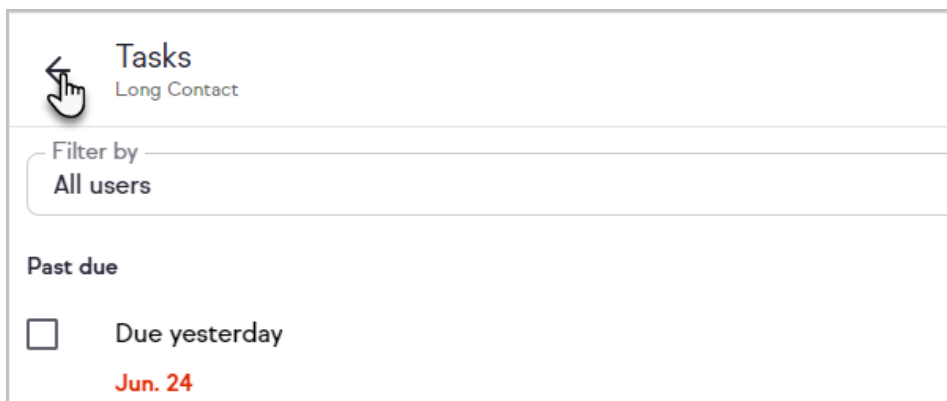 Tasks
Long Contact
Filter by
All users
Past due
Due yesterday
Jun. 24